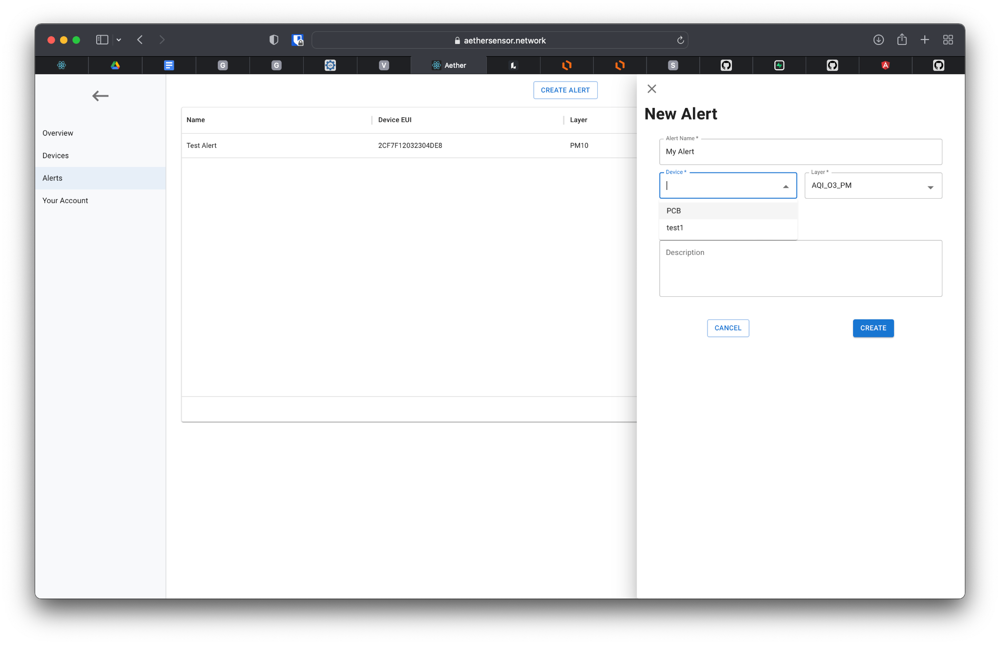 aethersensor.network
G
G
V
Aether
S
Overview
Devices
Alerts
Your Account
CREATE ALERT
Name
Device EUI
Layer
Test Alert
2CF7F12032304DE8
PM10
New Alert
Alert Name *
My Alert
Device *
Layer *
AQI_O3_PM
PCB
test1
Description
CANCEL
CREATE